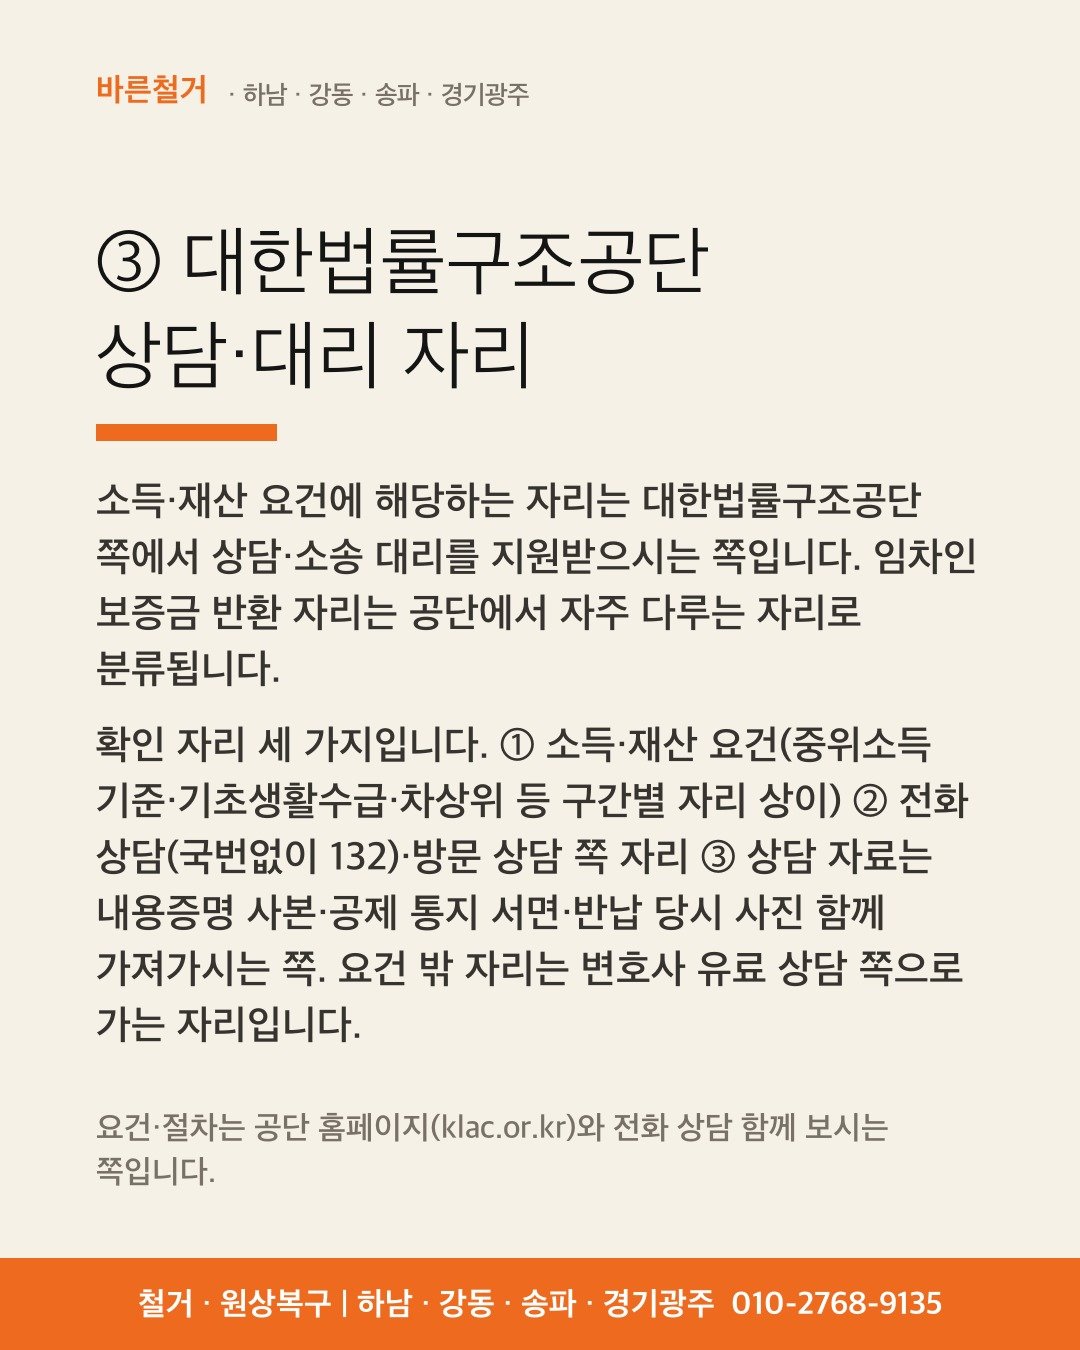 바른철거 · 하남 · 강동 · 송파 · 경기광주
③ 대한법률구조공단
상담·대리 자리
소득·재산 요건에 해당하는 자리는 대한법률구조공단
쪽에서 상담·소송 대리를 지원받으시는 쪽입니다. 임차인
보증금 반환 자리는 공단에서 자주 다루는 자리로
분류됩니다.
확인 자리 세 가지입니다. ① 소득·재산 요건(중위소득
기준·기초생활수급·차상위 등 구간별 자리 상이) ② 전화
상담(국번없이 132)·방문 상담 쪽 자리 ③ 상담 자료는
내용증명 사본·공제 통지 서면·반납 당시 사진 함께
가져가시는 쪽. 요건 밖 자리는 변호사 유료 상담 쪽으로
가는 자리입니다.
요건·절차는 공단 홈페이지(klac.or.kr)와 전화 상담 함께 보시는
쪽입니다.
철거 · 원상복구 | 하남 · 강동 · 송파 · 경기광주 010-2768-9135